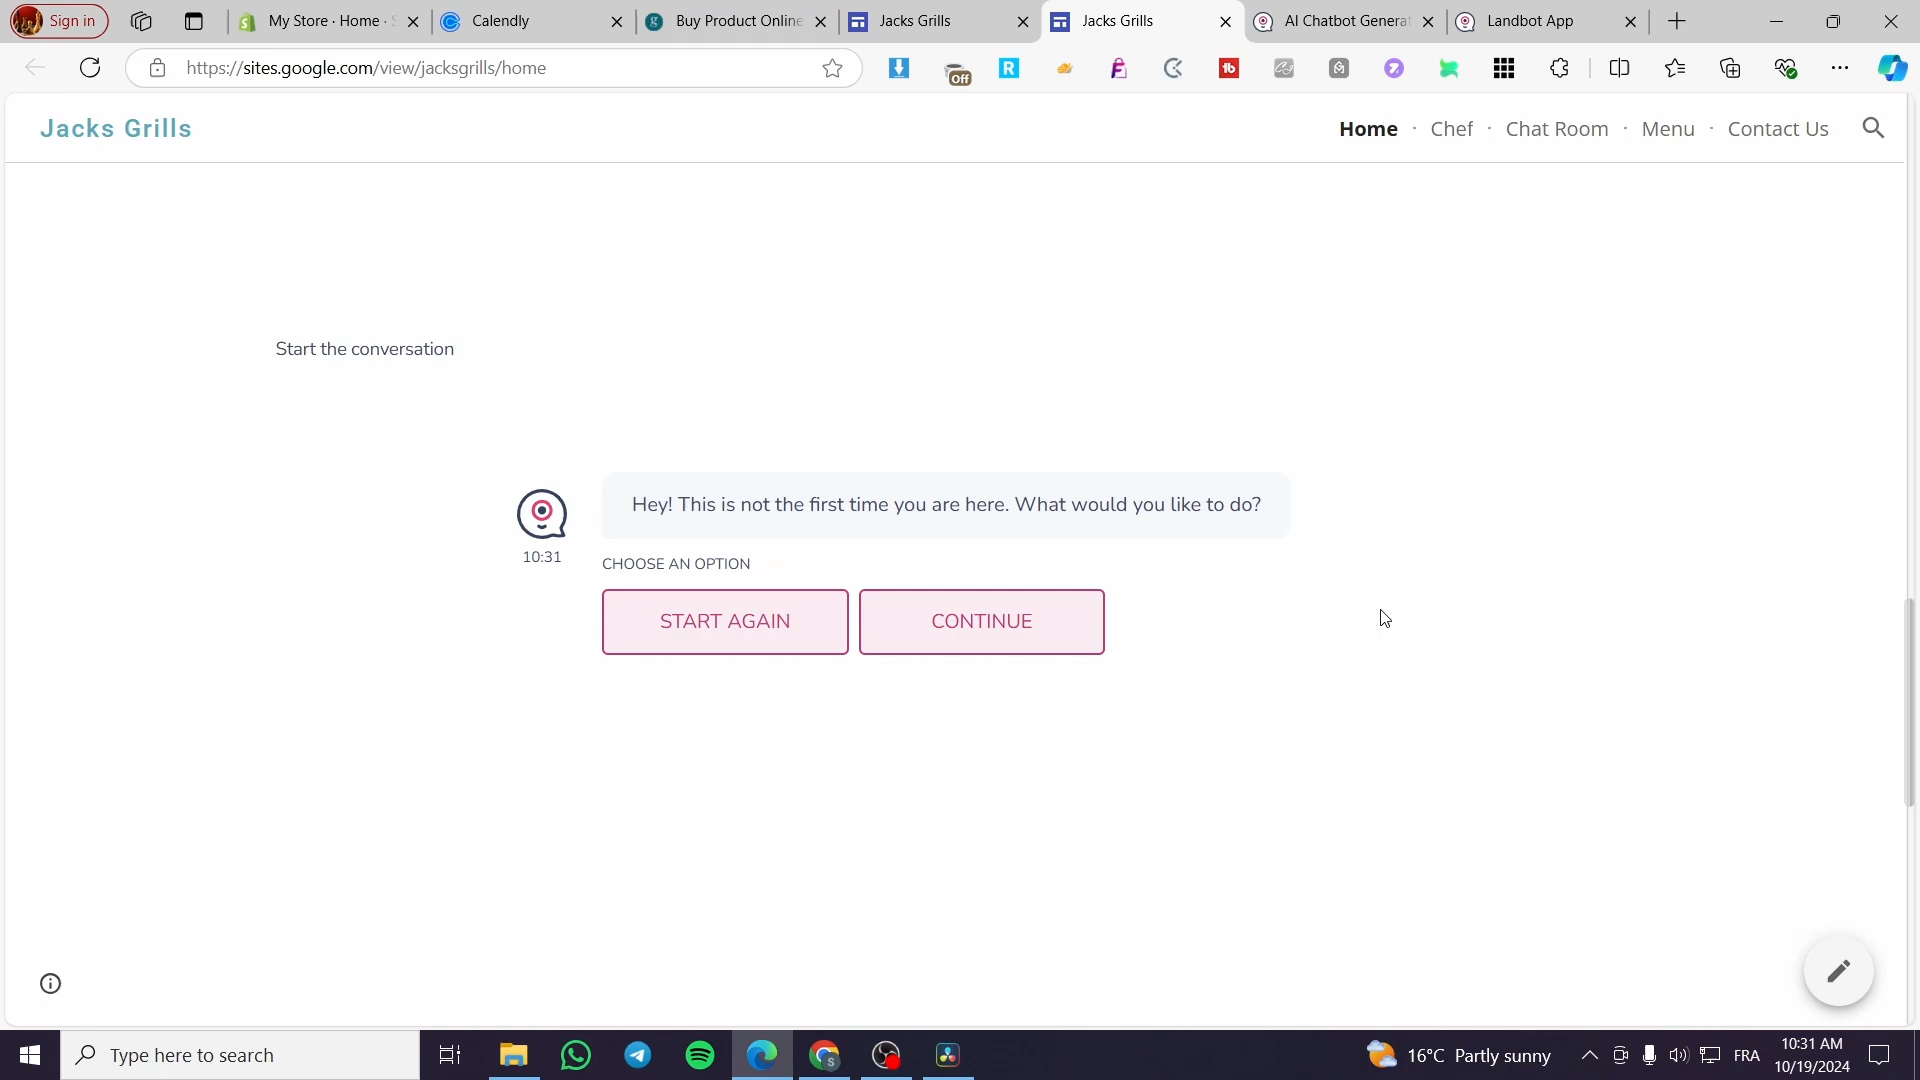 Sign in
My Store · Home ·
Calendly
Buy Product Online
Jacks Grills
Jacks Grills
AI Chatbot Generat
Landbot App
https://sites.google.com/view/jacksgrills/home
Off
Jacks Grills
Home · Chef · Chat Room · Menu · Contact Us
Start the conversation
Hey! This is not the first time you are here. What would you like to do?
10:31
CHOOSE AN OPTION
START AGAIN
CONTINUE
Type here to search
16°C Partly sunny
FRA
10:31 AM
10/19/2024